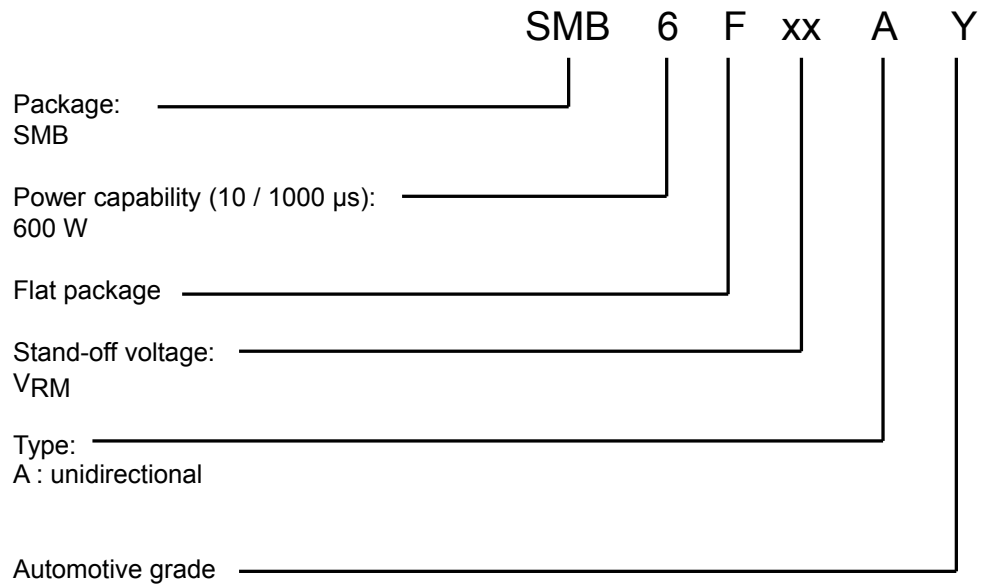 SMB 6 F xx A Y
Package:
SMB
Power capability (10 / 1000 µs):
600 W
Flat package
Stand-off voltage:
VRM
Type:
A : unidirectional
Automotive grade